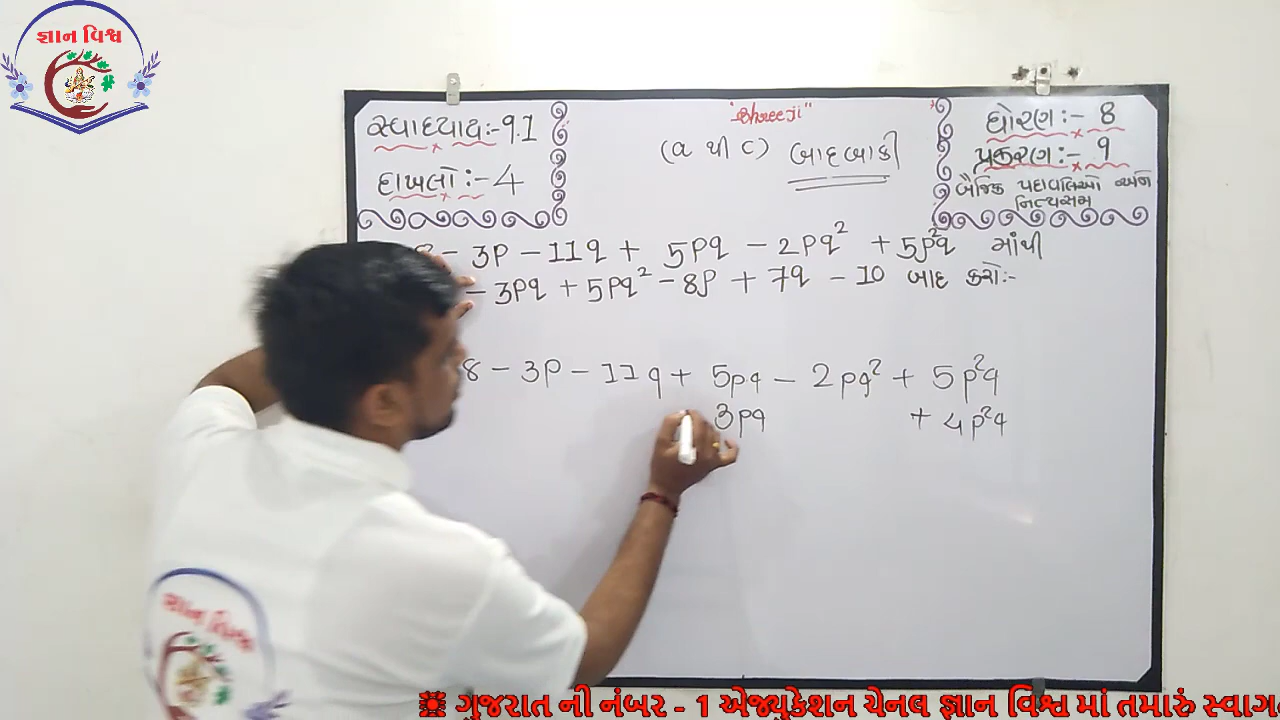 જ્ઞાન વિશ્વ
"Shreeji"
સ્વાધ્યાય:-9.1
દાખલો:-4
(a થી c) બાદબાકી
ધોરણ:- 8
પ્રકરણ:- 9
બૈજિક પદાવલિઓ અને
નિત્યસમ
8 - 3p - 11q + 5pq - 2pq² + 5p²q માંથી
- 3pq + 5pq² - 8p + 7q - 10 બાદ કરો:-
8 - 3p - 11q + 5pq - 2pq² + 5p²q
3pq + 4p²q
જ્ઞાન વિશ્વ
ગુજરાત ની નંબર - 1 એજ્યુકેશન ચેનલ જ્ઞાન વિશ્વ માં તમારું સ્વાગ